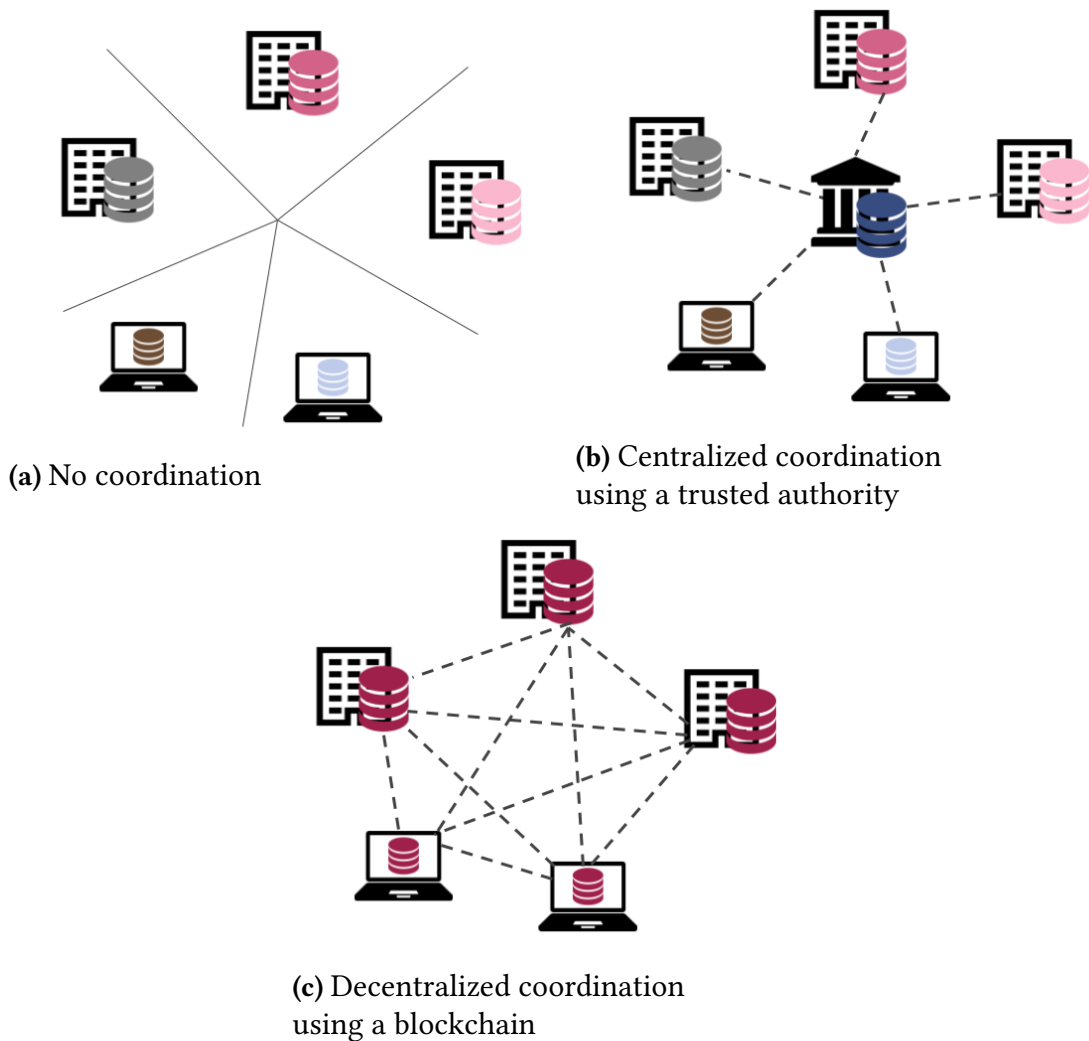 (a) No coordination
(b) Centralized coordination
using a trusted authority
(c) Decentralized coordination
using a blockchain